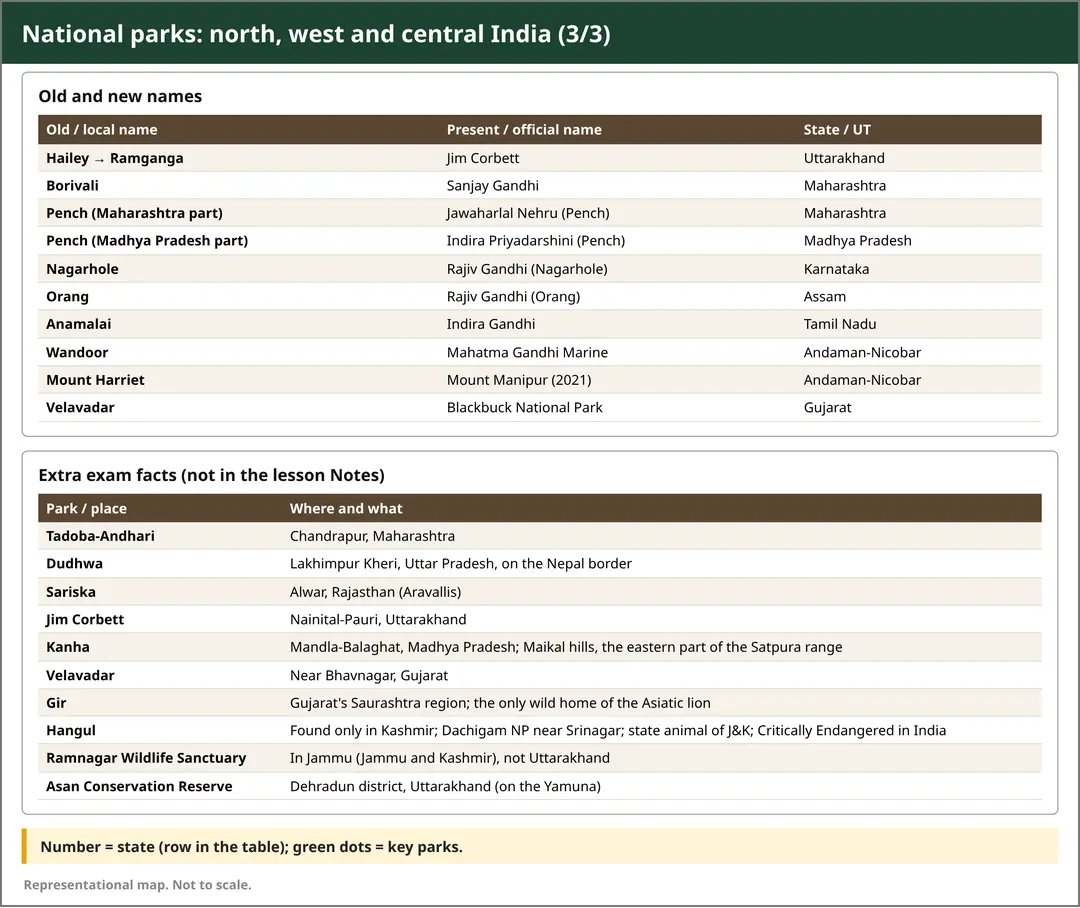 National parks: north, west and central India (3/3)
Old and new names
Old / local name Present / official name State / UT
Hailey → Ramganga Jim Corbett Uttarakhand
Borivali Sanjay Gandhi Maharashtra
Pench (Maharashtra part) Jawaharlal Nehru (Pench) Maharashtra
Pench (Madhya Pradesh part) Indira Priyadarshini (Pench) Madhya Pradesh
Nagarhole Rajiv Gandhi (Nagarhole) Karnataka
Orang Rajiv Gandhi (Orang) Assam
Anamalai Indira Gandhi Tamil Nadu
Wandoor Mahatma Gandhi Marine Andaman-Nicobar
Mount Harriet Mount Manipur (2021) Andaman-Nicobar
Velavadar Blackbuck National Park Gujarat
Extra exam facts (not in the lesson Notes)
Park / place Where and what
Tadoba-Andhari Chandrapur, Maharashtra
Dudhwa Lakhimpur Kheri, Uttar Pradesh, on the Nepal border
Sariska Alwar, Rajasthan (Aravallis)
Jim Corbett Nainital-Pauri, Uttarakhand
Kanha Mandla-Balaghat, Madhya Pradesh; Maikal hills, the eastern part of the Satpura range
Velavadar Near Bhavnagar, Gujarat
Gir Gujarat's Saurashtra region; the only wild home of the Asiatic lion
Hangul Found only in Kashmir; Dachigam NP near Srinagar; state animal of J&K; Critically Endangered in India
Ramnagar Wildlife Sanctuary In Jammu (Jammu and Kashmir), not Uttarakhand
Asan Conservation Reserve Dehradun district, Uttarakhand (on the Yamuna)
Number = state (row in the table); green dots = key parks.
Representational map. Not to scale.